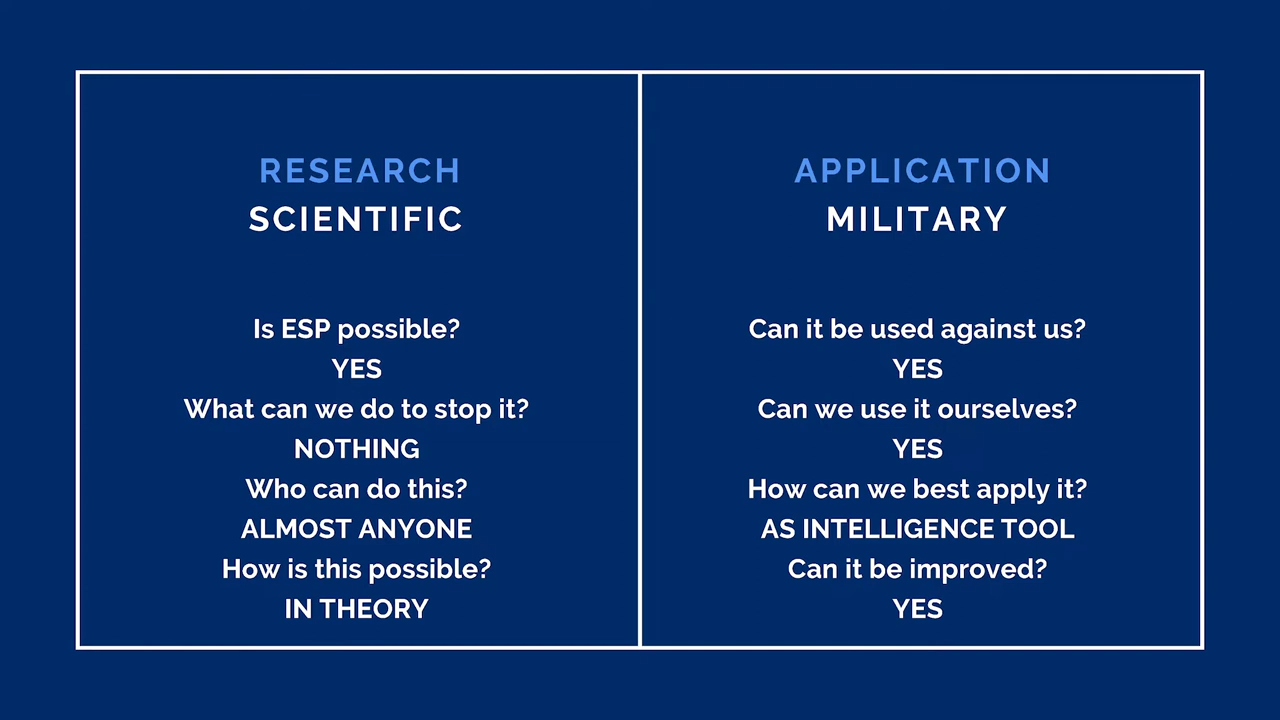 RESEARCH
SCIENTIFIC
Is ESP possible?
YES
What can we do to stop it?
NOTHING
Who can do this?
ALMOST ANYONE
How is this possible?
IN THEORY
APPLICATION
MILITARY
Can it be used against us?
YES
Can we use it ourselves?
YES
How can we best apply it?
AS INTELLIGENCE TOOL
Can it be improved?
YES